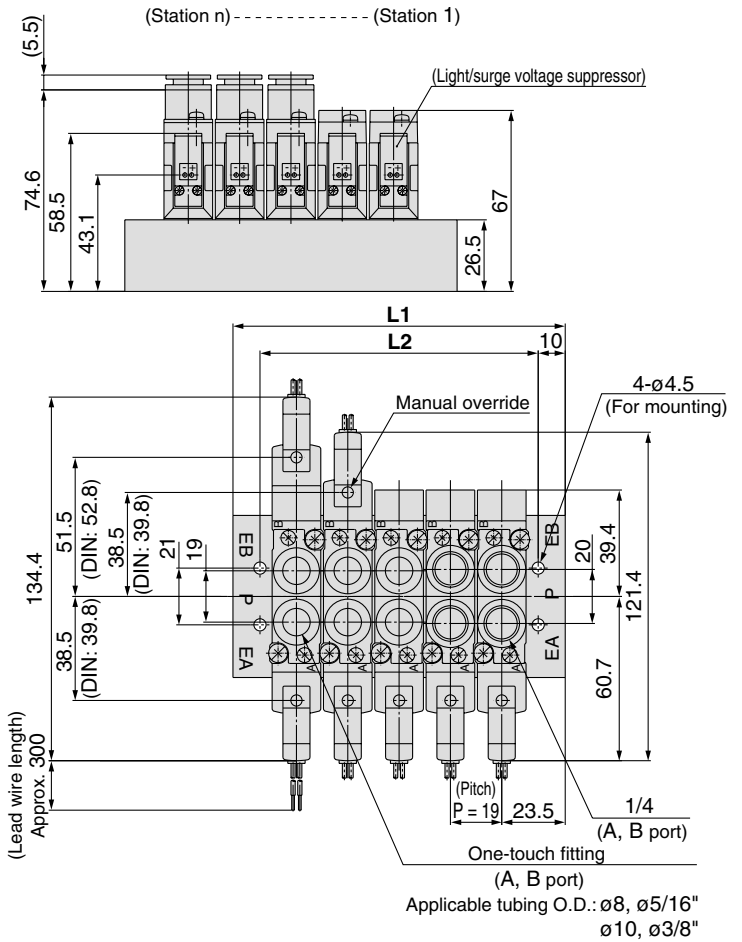 (Station n) ---------------- (Station 1)
(5.5)
(Light/surge voltage suppressor)
74.6
58.5
43.1
67
26.5
L1
L2
10
4-ø4.5
(For mounting)
Manual override
134.4
51.5
(DIN: 52.8)
38.5
(DIN: 39.8)
21
19
38.5
(DIN: 39.8)
EB
P
EA
B
B
B
B
B
A
A
A
A
A
EB
P
EA
20
39.4
121.4
60.7
(Lead wire length)
Approx. 300
(Pitch)
P = 19
23.5
1/4
(A, B port)
One-touch fitting
(A, B port)
Applicable tubing O.D.: ø8, ø5/16"
ø10, ø3/8"